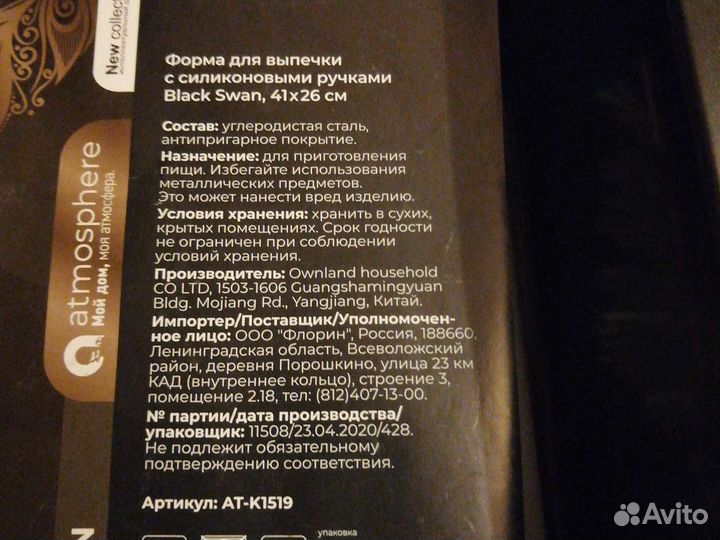 New collect
atmosphere
Мой дом, моя атмосфера.
Форма для выпечки
с силиконовыми ручками
Black Swan, 41x26 см
Состав: углеродистая сталь,
антипригарное покрытие.
Назначение: для приготовления
пищи. Избегайте использования
металлических предметов.
Это может нанести вред изделию.
Условия хранения: хранить в сухих,
крытых помещениях. Срок годности
не ограничен при соблюдении
условий хранения.
Производитель: Ownland household
CO LTD, 1503-1606 Guangshamingyuan
Bldg. Mojiang Rd., Yangjiang, Китай.
Импортер/Поставщик/Уполномочен-
ное лицо: ООО "Флорин", Россия, 188660,
Ленинградская область, Всеволожский
район, деревня Порошкино, улица 23 км
КАД (внутреннее кольцо), строение 3,
помещение 2.18, тел: (812)407-13-00.
№ партии/дата производства/
упаковщик: 11508/23.04.2020/428.
Не подлежит обязательному
подтверждению соответствия.
Артикул: AT-K1519
упаковка
N
Avito